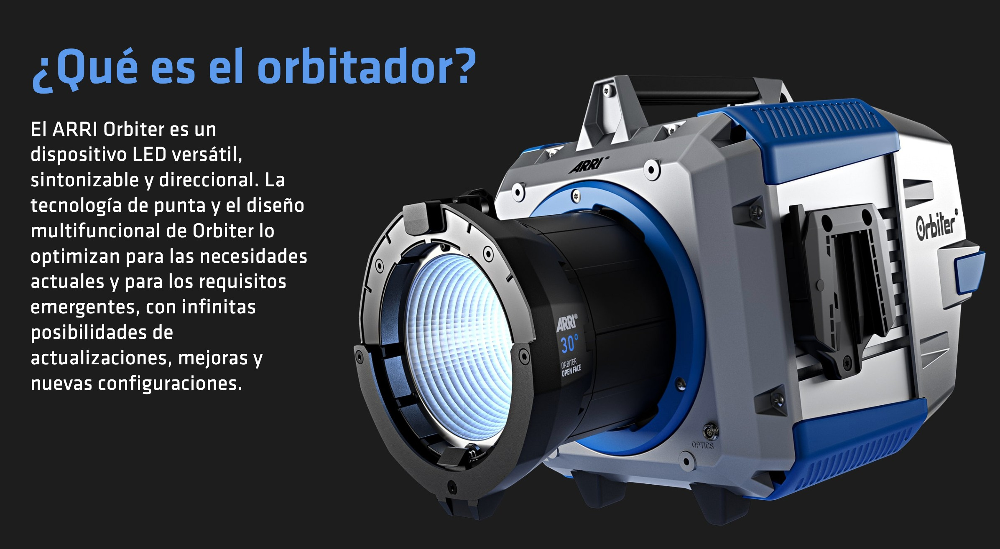 ¿Qué es el orbitador?
El ARRI Orbiter es un
dispositivo LED versátil,
sintonizable y direccional. La
tecnología de punta y el diseño
multifuncional de Orbiter lo
optimizan para las necesidades
actuales y para los requisitos
emergentes, con infinitas
posibilidades de
actualizaciones, mejoras y
nuevas configuraciones.
ARRI®
Orbiter®
ARRI®
30°
ORBITER
OPEN FACE
OPTICS